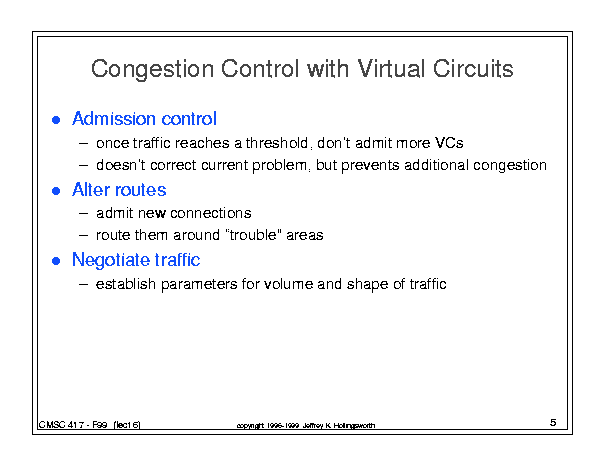 Congestion Control with Virtual Circuits
● Admission control
– once traffic reaches a threshold, don't admit more VCs
– doesn't correct current problem, but prevents additional congestion
● Alter routes
– admit new connections
– route them around "trouble" areas
● Negotiate traffic
– establish parameters for volume and shape of traffic
CMSC 417 - F99 (lect16) copyright 1996-1999 Jeffrey K. Hollingsworth 5